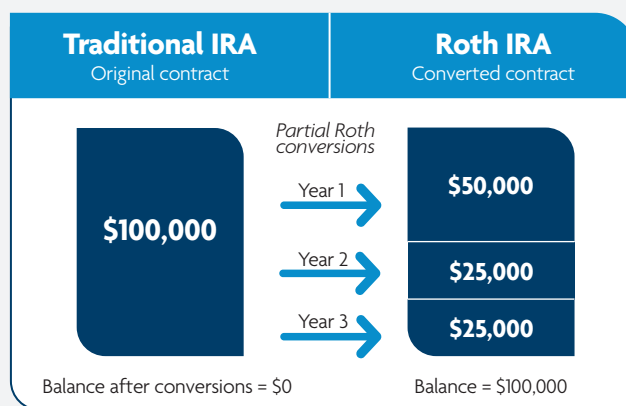 Traditional IRA
Original contract
Roth IRA
Converted contract
Partial Roth
conversions
$100,000
Year 1
$50,000
Year 2
$25,000
Year 3
$25,000
Balance after conversions = $0
Balance = $100,000